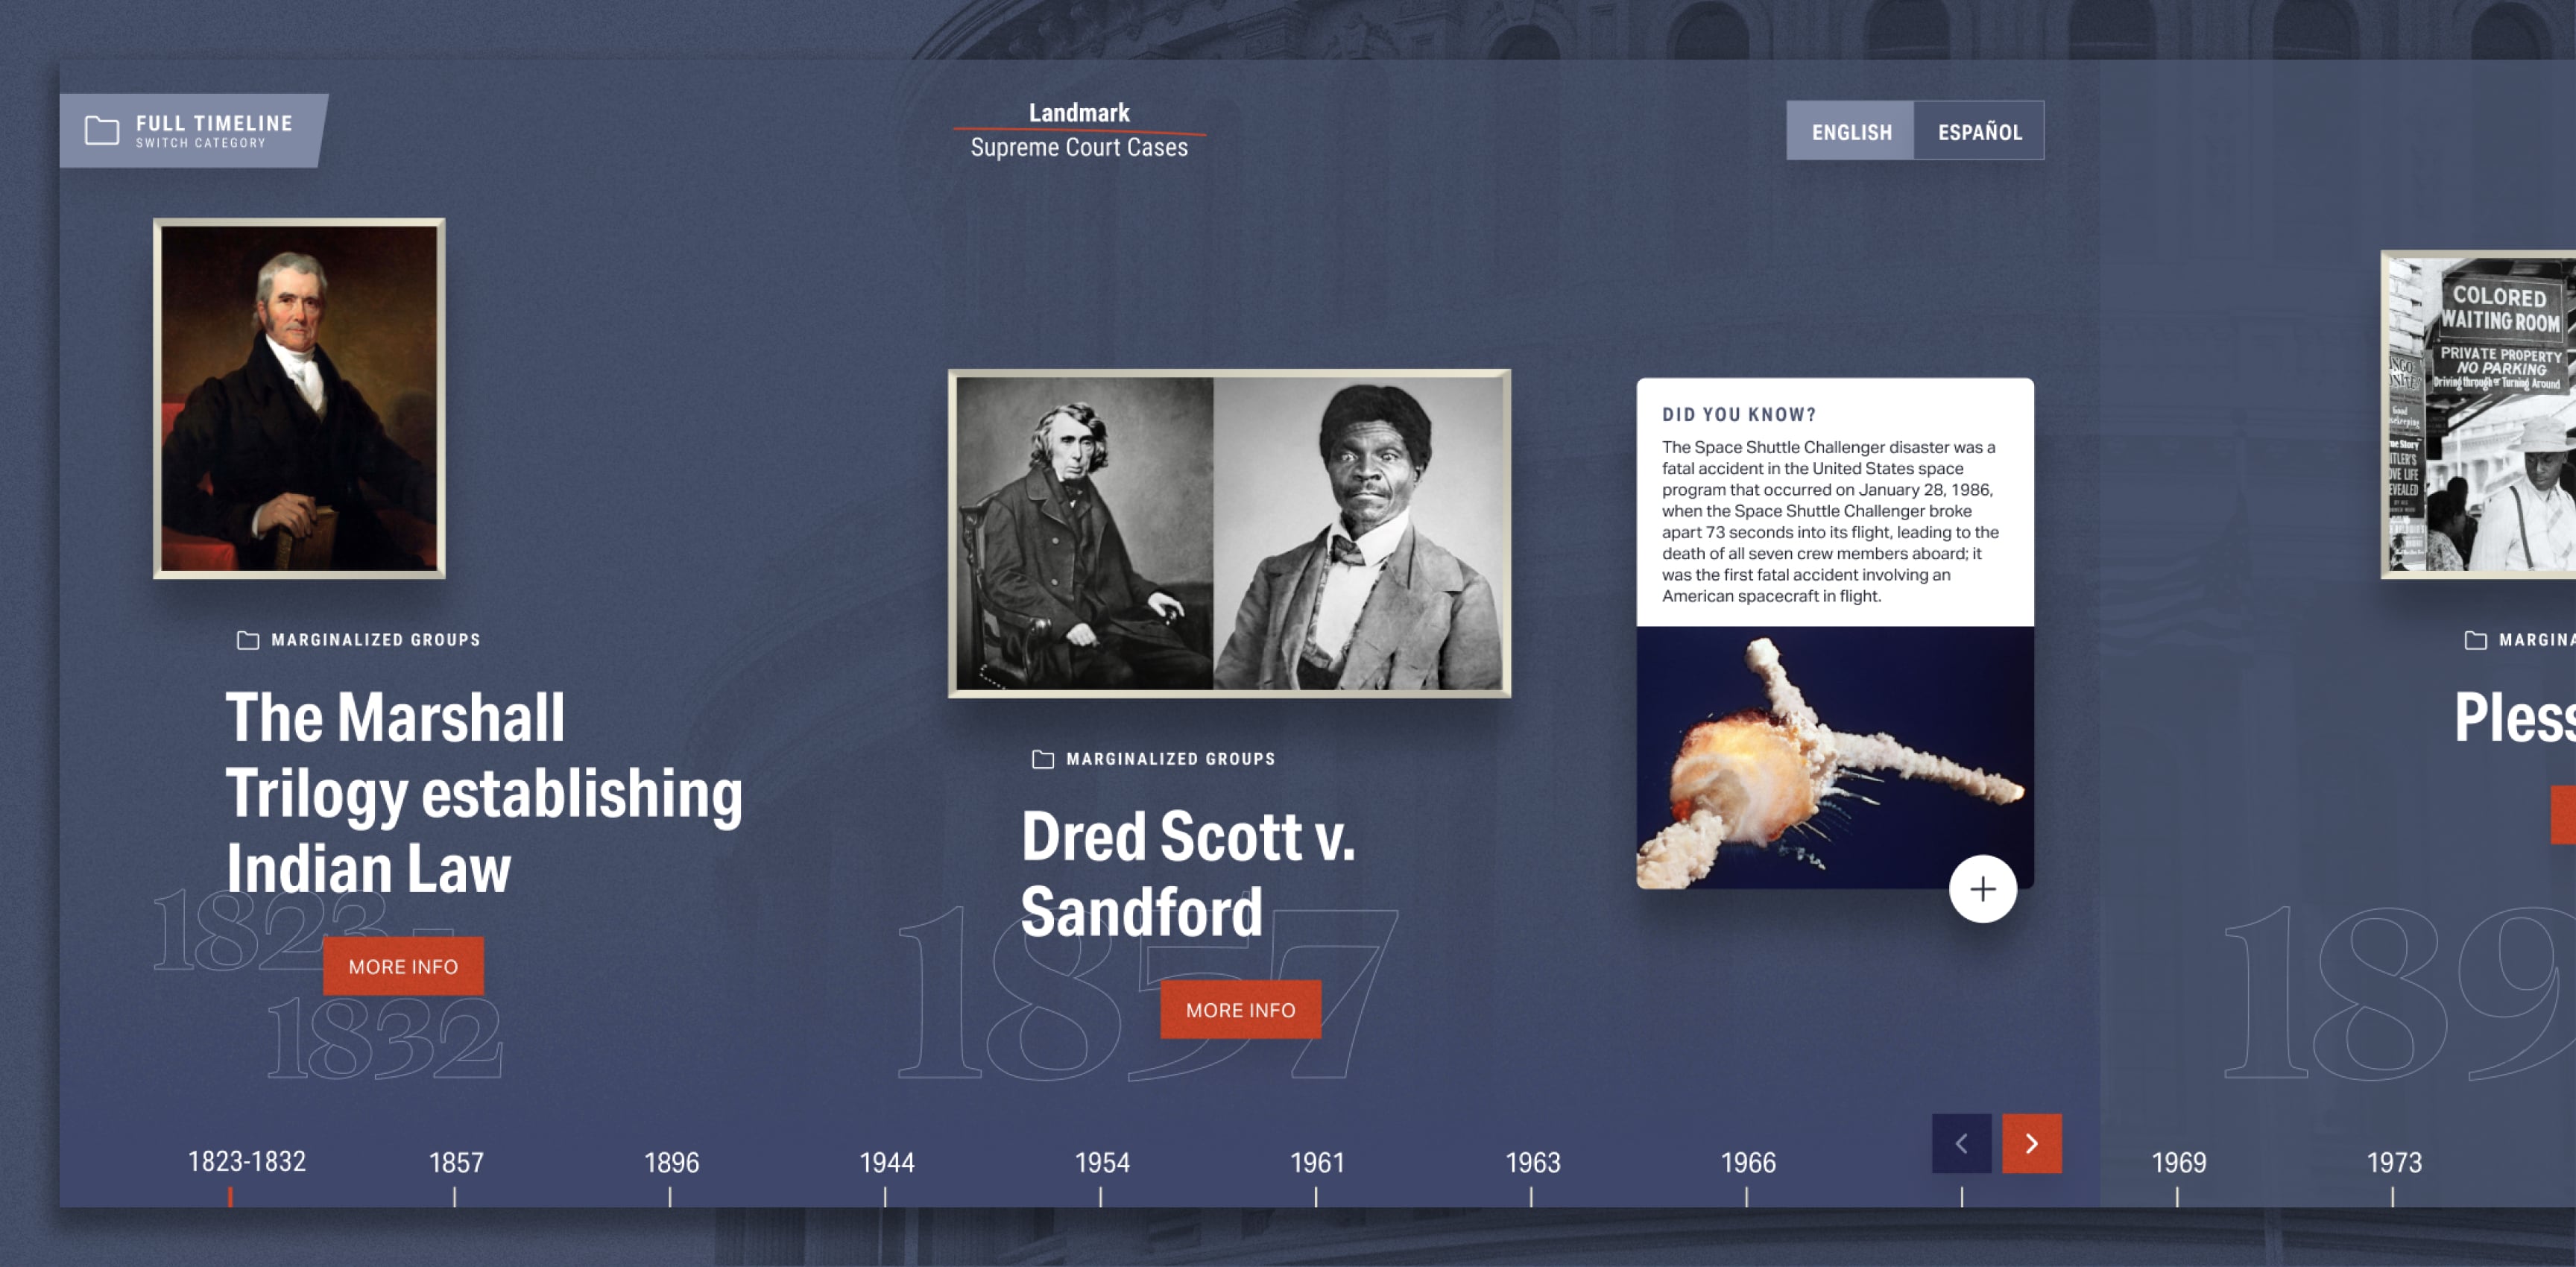 FULL TIMELINE
SWITCH CATEGORY
Landmark
Supreme Court Cases
ENGLISH
ESPAÑOL
MARGINALIZED GROUPS
The Marshall
Trilogy establishing
Indian Law
1823 -
1832
MORE INFO
MARGINALIZED GROUPS
Dred Scott v.
Sandford
1857
MORE INFO
DID YOU KNOW?
The Space Shuttle Challenger disaster was a
fatal accident in the United States space
program that occurred on January 28, 1986,
when the Space Shuttle Challenger broke
apart 73 seconds into its flight, leading to the
death of all seven crew members aboard; it
was the first fatal accident involving an
American spacecraft in flight.
COLORED
WAITING ROOM
PRIVATE PROPERTY
NO PARKING
Driving through or Turning Around
MARGINA
Pless
189
1823-1832
1857
1896
1944
1954
1961
1963
1966
1969
1973